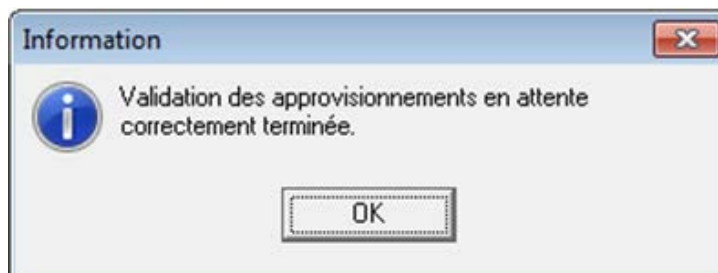 Information
Validation des approvisionnements en attente
correctement terminée.
OK